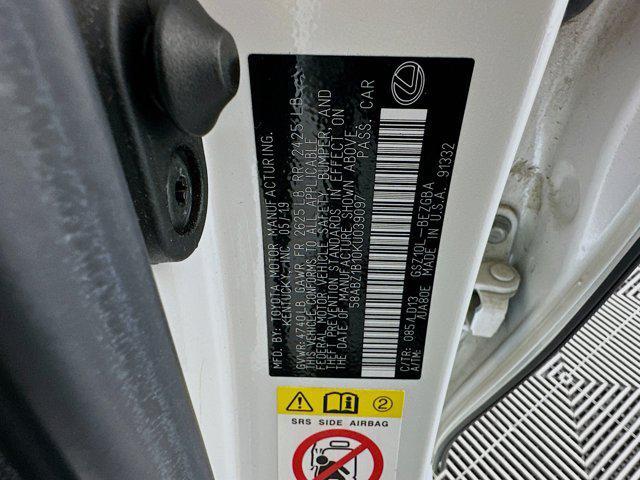 MFD. BY: TOYOTA MOTOR MANUFACTURING.
KENTUCKY, INC. 05/19
GVWR 4740LB GAWR FR 2625LB RR 2425LB
THIS VEHICLE CONFORMS TO ALL APPLICABLE
FEDERAL MOTOR VEHICLE SAFETY, BUMPER, AND
THEFT PREVENTION STANDARDS IN EFFECT ON
THE DATE OF MANUFACTURE SHOWN ABOVE.
58ABZ1B10KU039097 PASS. CAR
C/TR: 085/LD13 GSZ10L-BEZGBA
A/TM: /UA80E MADE IN U.S.A. 91332
2
SRS SIDE AIRBAG